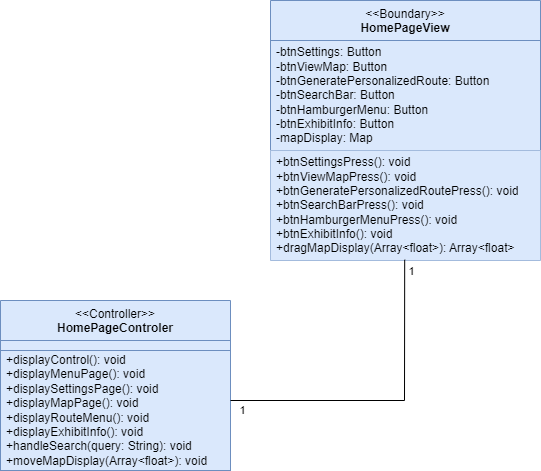 <<Boundary>>
HomePageView
-btnSettings: Button
-btnViewMap: Button
-btnGeneratePersonalizedRoute: Button
-btnSearchBar: Button
-btnHamburgerMenu: Button
-btnExhibitInfo: Button
-mapDisplay: Map
+btnSettingsPress(): void
+btnViewMapPress(): void
+btnGeneratePersonalizedRoutePress(): void
+btnSearchBarPress(): void
+btnHamburgerMenuPress(): void
+btnExhibitInfo(): void
+dragMapDisplay(Array<float>): Array<float>
1
<<Controller>>
HomePageControler
+displayControl(): void
+displayMenuPage(): void
+displaySettingsPage(): void
+displayMapPage(): void
+displayRouteMenu(): void
+displayExhibitInfo(): void
+handleSearch(query: String): void
+moveMapDisplay(Array<float>): void
1